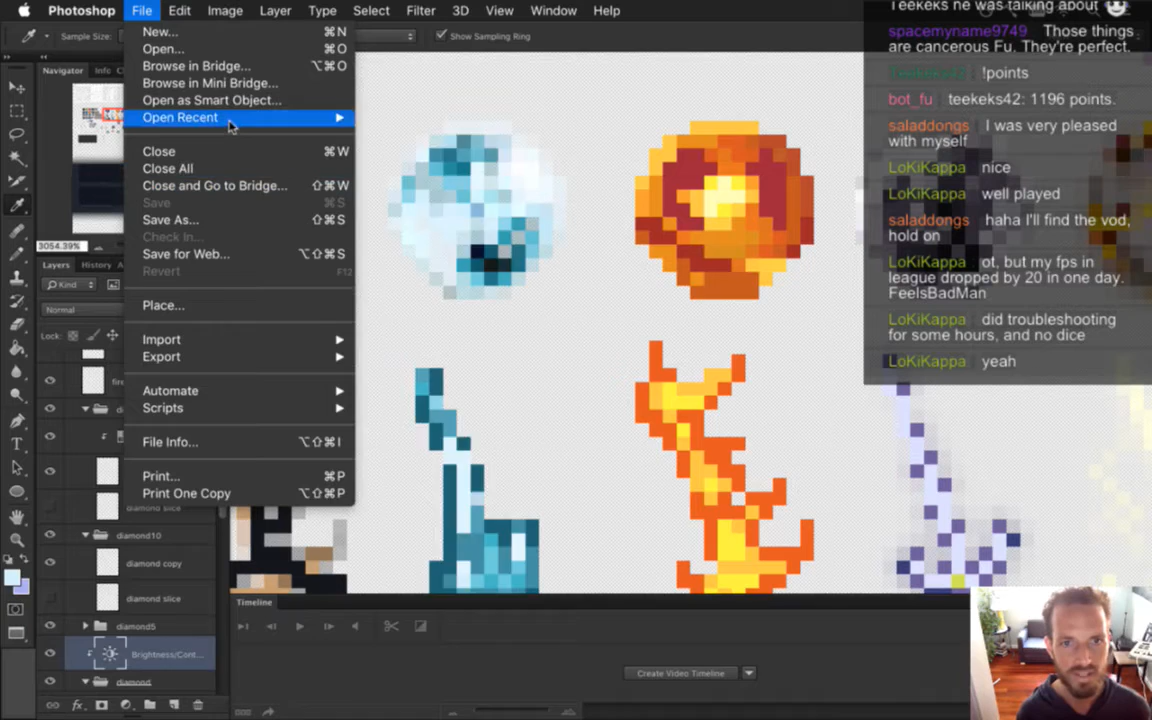 Photoshop File Edit Image Layer Type Select Filter 3D View Window Help
Sample Size: Show Sampling Ring
Navigator Info
3054.39%
Layers History
Kind
Normal
Lock:
diamond slice
diamond10
diamond copy
diamond slice
diamond5
Brightness/Cont...
diamond
New... ⌘N
Open... ⌘O
Browse in Bridge... ⌥⌘O
Browse in Mini Bridge...
Open as Smart Object...
Open Recent
Close ⌘W
Close All
Close and Go to Bridge... ⇧⌘W
Save ⌘S
Save As... ⇧⌘S
Check In...
Save for Web... ⌥⇧⌘S
Revert F12
Place...
Import
Export
Automate
Scripts
File Info... ⌥⇧⌘I
Print... ⌘P
Print One Copy ⌥⇧⌘P
Teekeks he was talking about
spacemyname9749 Those things
are cancerous Fu. They're perfect.
Teekeks42 !points
bot_fu teekeks42: 1196 points.
saladdongs I was very pleased
with myself
LoKiKappa nice
LoKiKappa well played
saladdongs haha I'll find the vod,
hold on
LoKiKappa ot, but my fps in
league dropped by 20 in one day.
FeelsBadMan
LoKiKappa did troubleshooting
for some hours, and no dice
LoKiKappa yeah
Timeline
Create Video Timeline